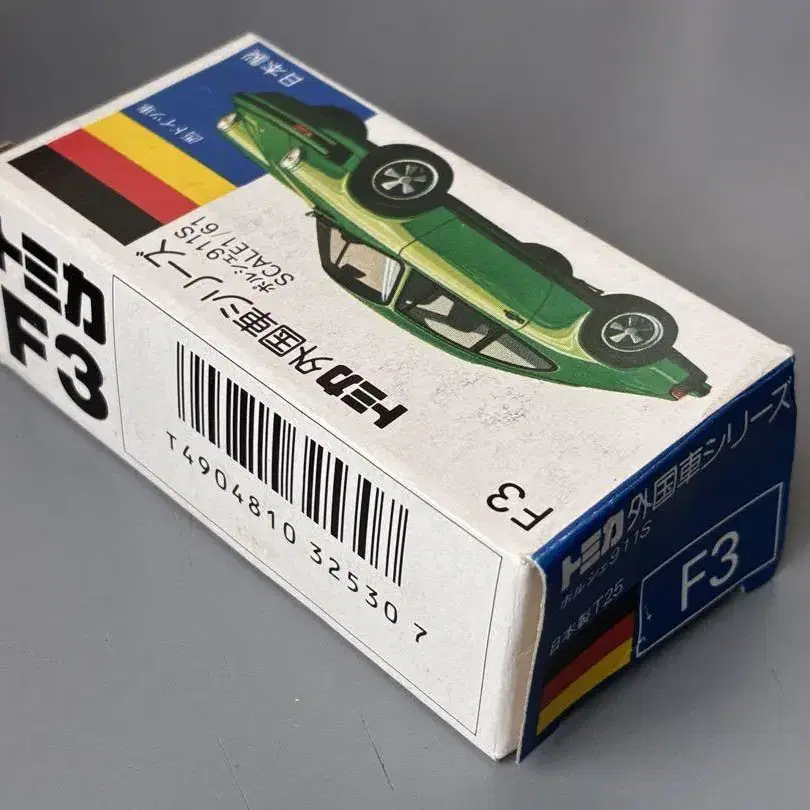 日本製
西ドイツ車
ポルシェ911S
SCALE1/61
トミカ外国車シリーズ
F3
トミカ
F3
T4904810 325307
トミカ外国車シリーズ
ポルシェ911S
日本製T25
F3